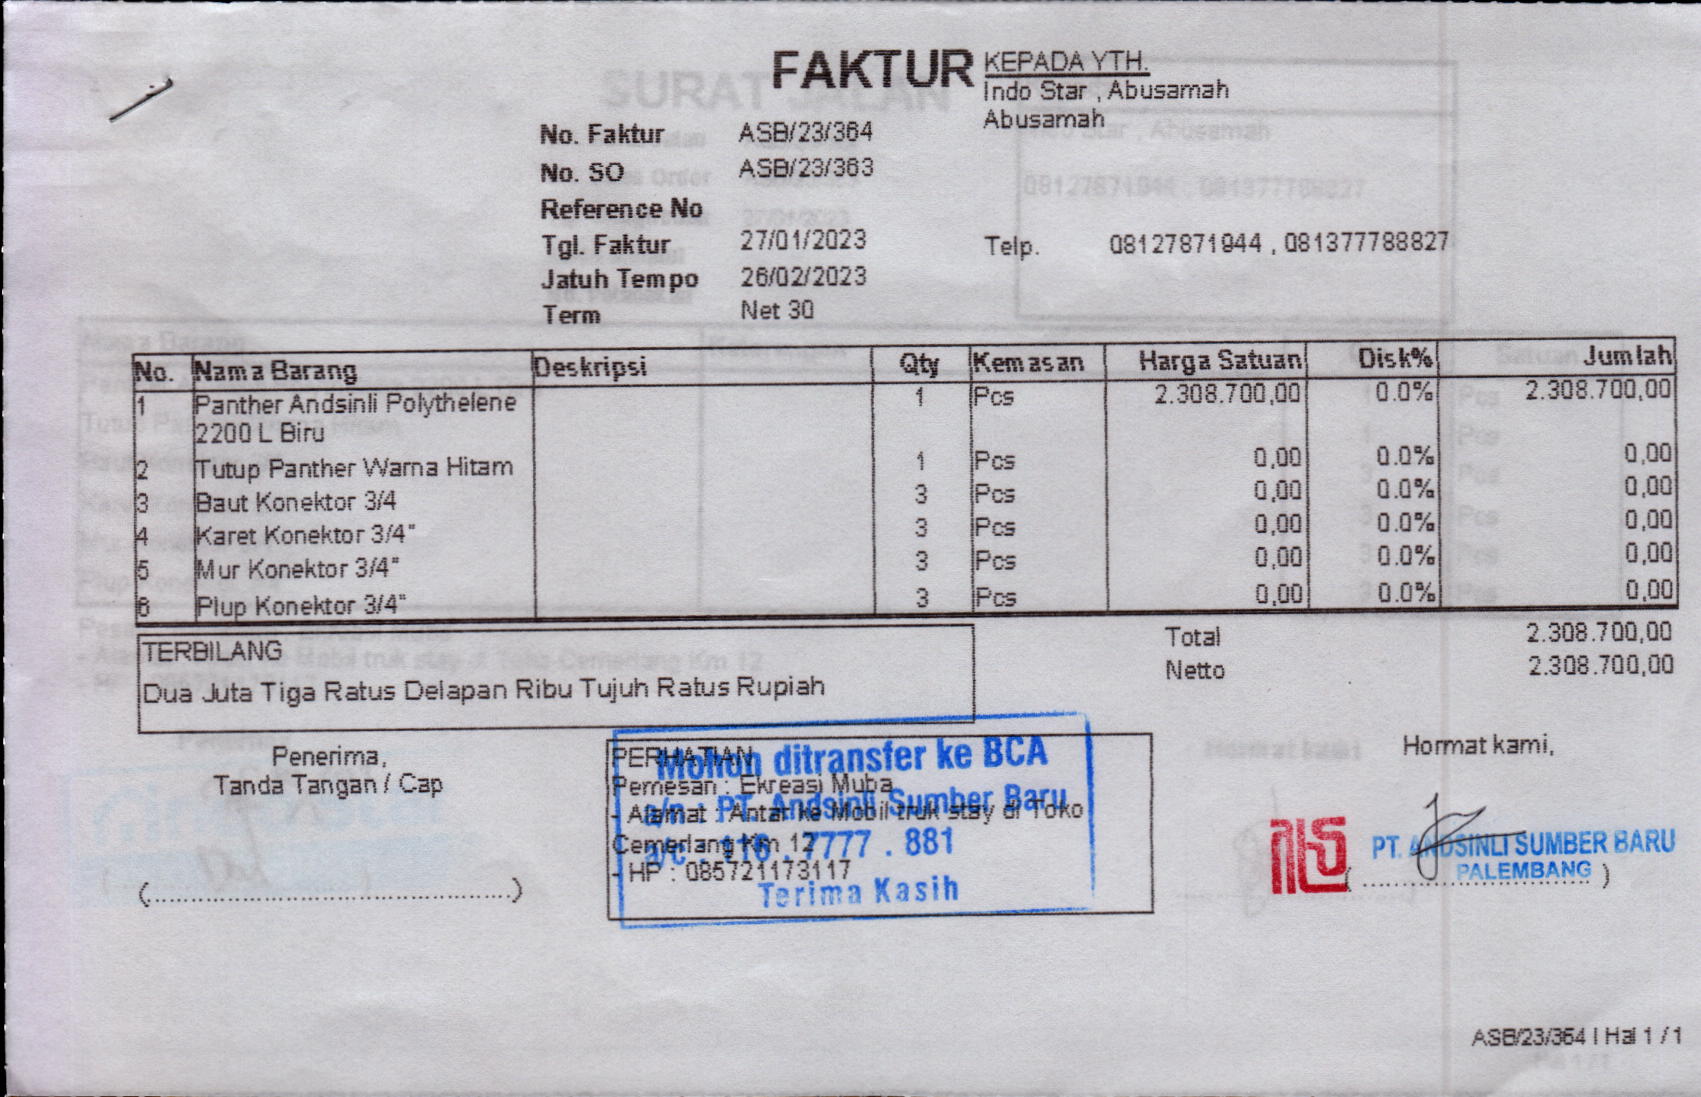 FAKTUR
KEPADA YTH.
Indo Star , Abusamah
Abusamah
No. Faktur ASB/23/364
No. SO ASB/23/363
Reference No
Tgl. Faktur 27/01/2023
Telp. 08127871944 , 081377788827
Jatuh Tempo 26/02/2023
Term Net 30
No. Nama Barang Deskripsi Qty Kemasan Harga Satuan Disk% Jumlah
1 Panther Andsinli Polythelene 1 Pcs 2.308.700,00 0.0% 2.308.700,00
2200 L Biru
2 Tutup Panther Warna Hitam 1 Pcs 0,00 0.0% 0,00
3 Baut Konektor 3/4 3 Pcs 0,00 0.0% 0,00
4 Karet Konektor 3/4" 3 Pcs 0,00 0.0% 0,00
5 Mur Konektor 3/4" 3 Pcs 0,00 0.0% 0,00
6 Plup Konektor 3/4" 3 Pcs 0,00 0.0% 0,00
TERBILANG
Dua Juta Tiga Ratus Delapan Ribu Tujuh Ratus Rupiah
Total 2.308.700,00
Netto 2.308.700,00
Penerima,
Tanda Tangan / Cap
(..............................................)
PERHATIAN
Pemesan : Ekreasi Muba
- Alamat : Antar ke Mobil truk stay di Toko
Cemerlang Km 12
- HP : 085721173117
Mohon ditransfer ke BCA
a/n : PT. Andsinli Sumber Baru
a/c : 116 . 7777 . 881
Terima Kasih
Hormat kami,
PT. ANDSINLI SUMBER BARU
PALEMBANG
(..............................)
ASB/23/364 | Hal 1 / 1